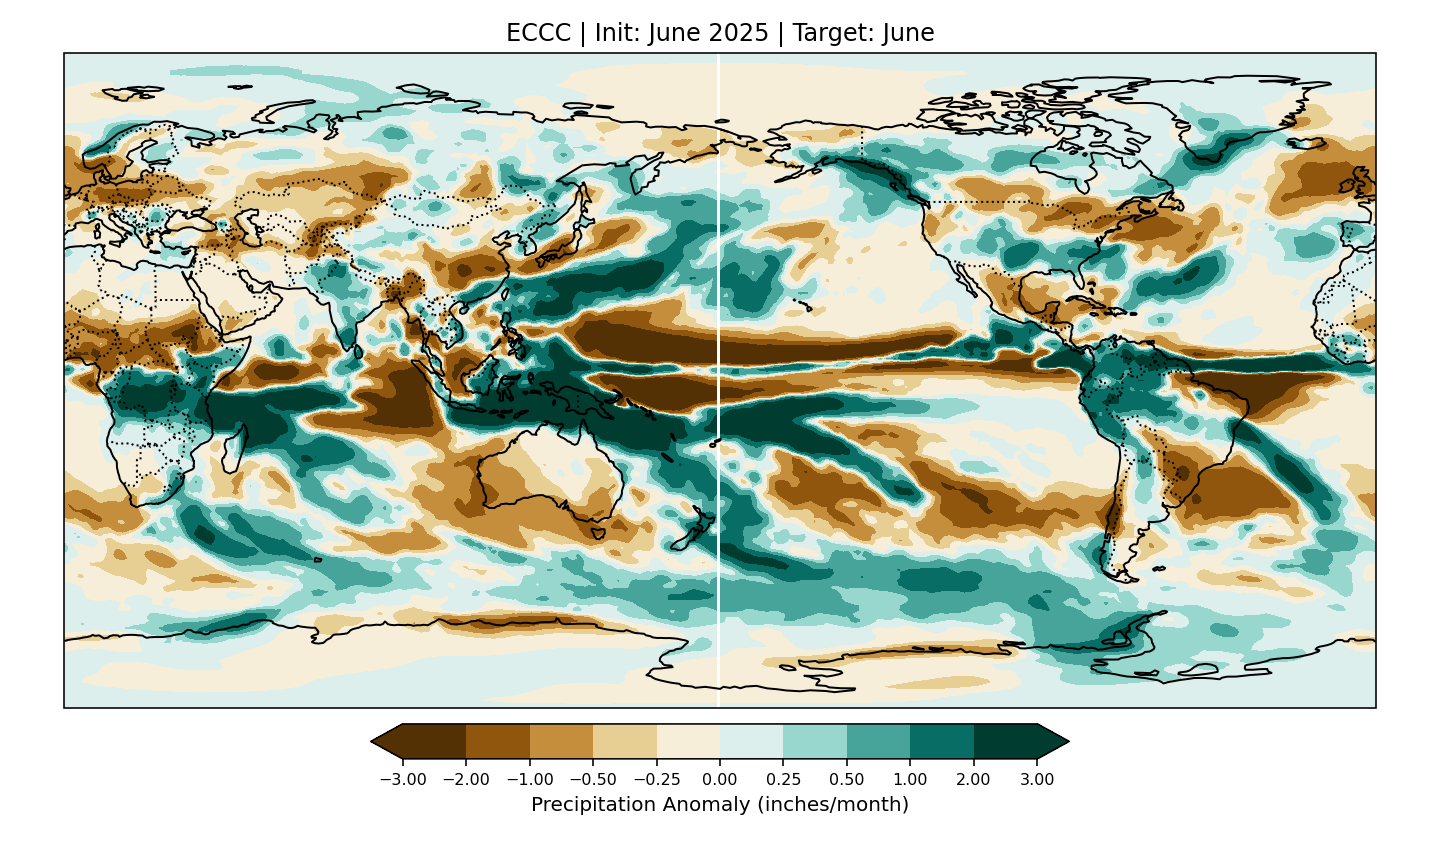 ECCC | Init: June 2025 | Target: June
−3.00 −2.00 −1.00 −0.50 −0.25 0.00 0.25 0.50 1.00 2.00 3.00
Precipitation Anomaly (inches/month)